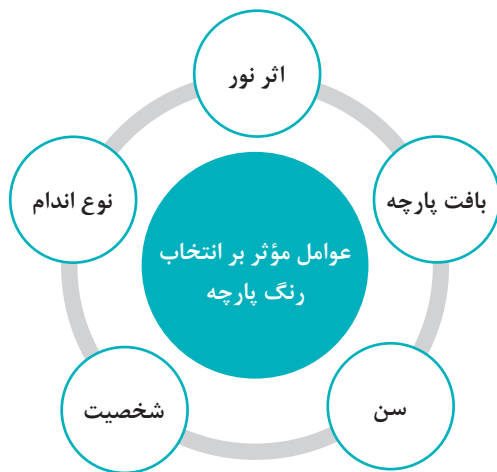 اثر نور
بافت پارچه
سن
شخصیت
نوع اندام
عوامل مؤثر بر انتخاب
رنگ پارچه